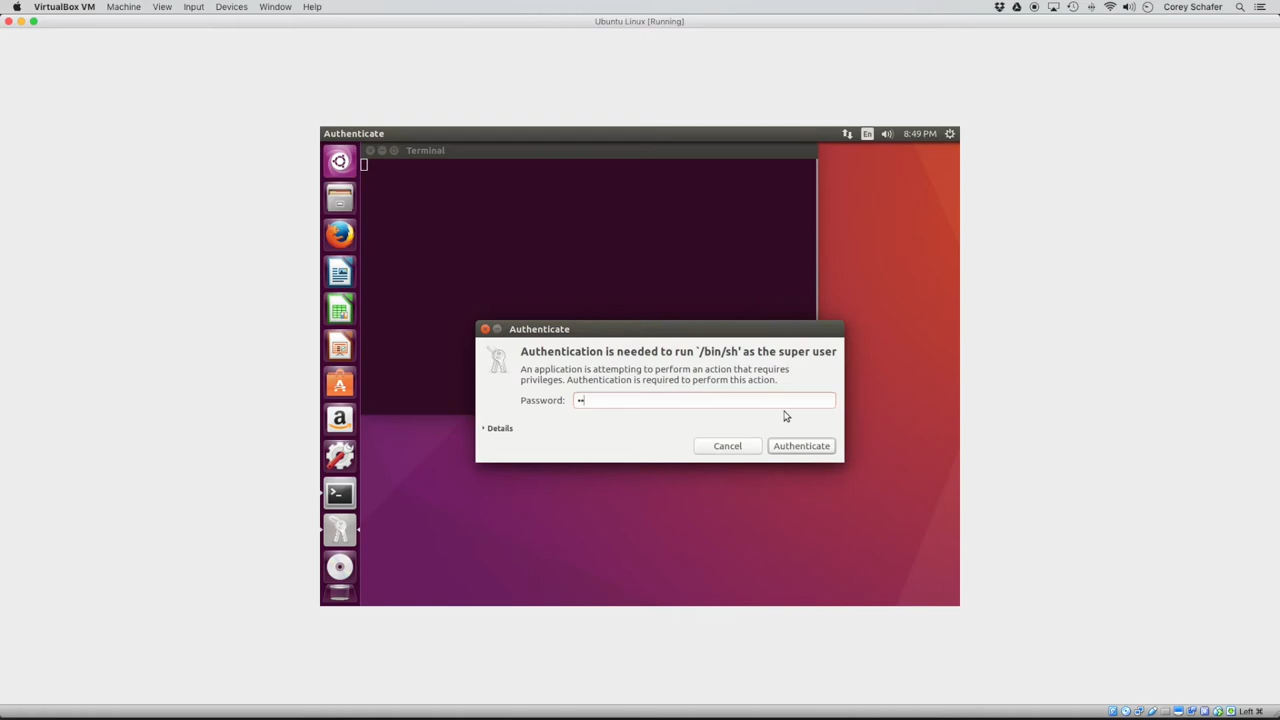 VirtualBox VM Machine View Input Devices Window Help Corey Schafer
Ubuntu Linux [Running]
Authenticate En 8:49 PM
Terminal
Authenticate
Authentication is needed to run `/bin/sh' as the super user
An application is attempting to perform an action that requires
privileges. Authentication is required to perform this action.
Password: ••
Details
Cancel Authenticate
Left ⌘